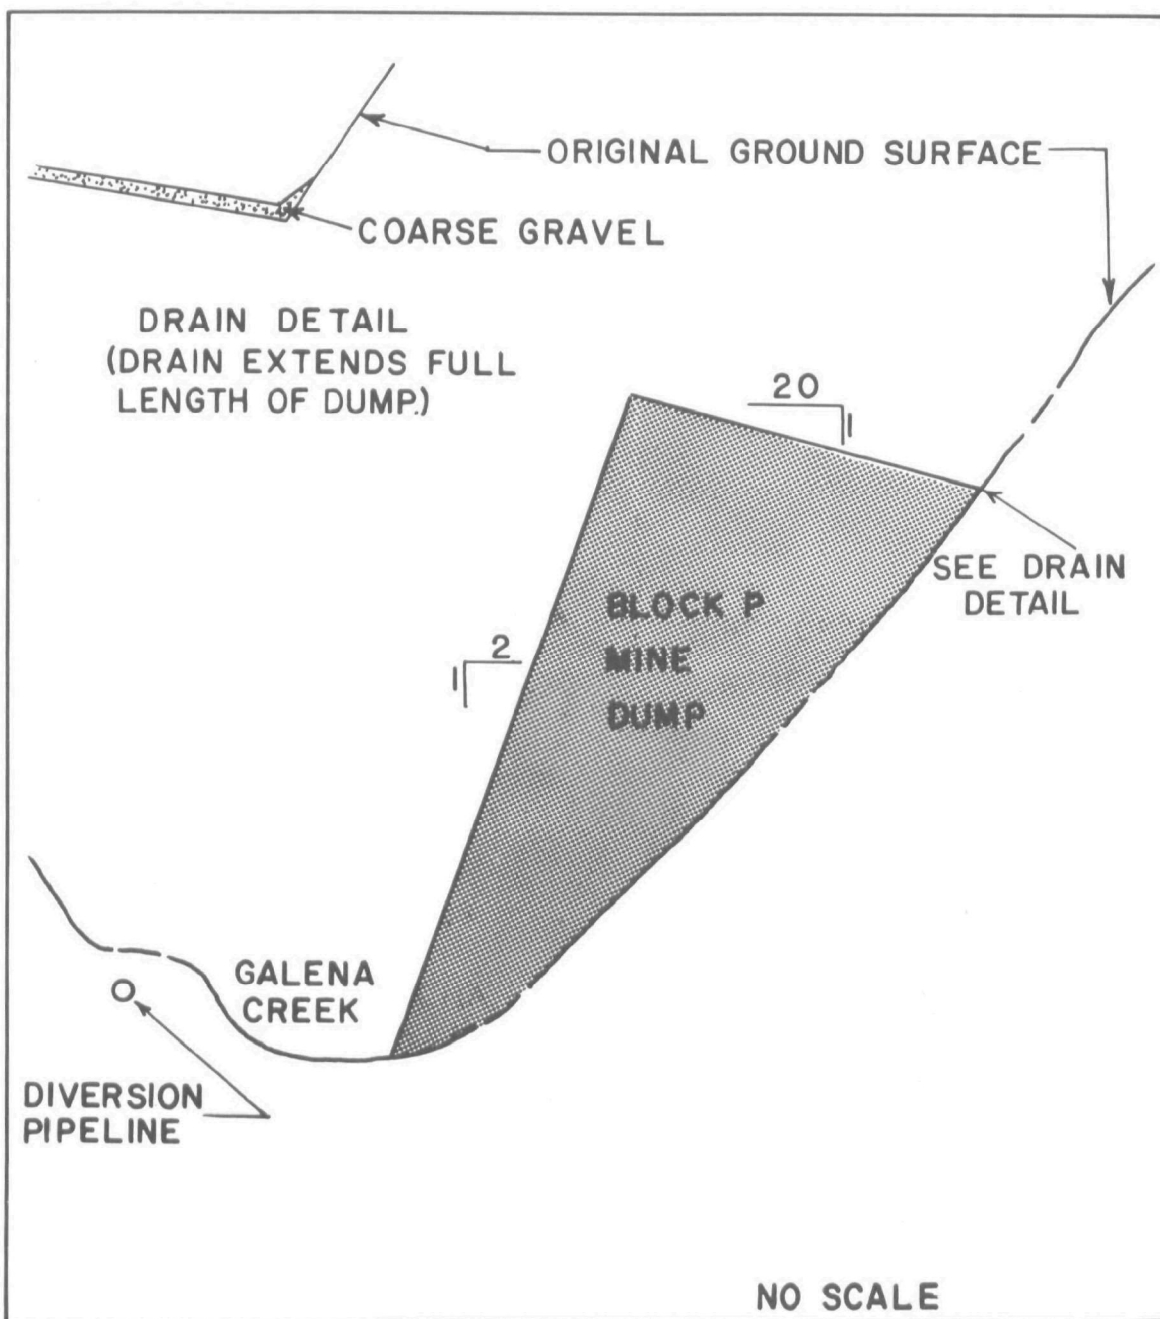 ORIGINAL GROUND SURFACE
COARSE GRAVEL
DRAIN DETAIL
(DRAIN EXTENDS FULL
LENGTH OF DUMP.)
20
1
SEE DRAIN
DETAIL
BLOCK P
MINE
DUMP
2
1
GALENA
CREEK
DIVERSION
PIPELINE
NO SCALE